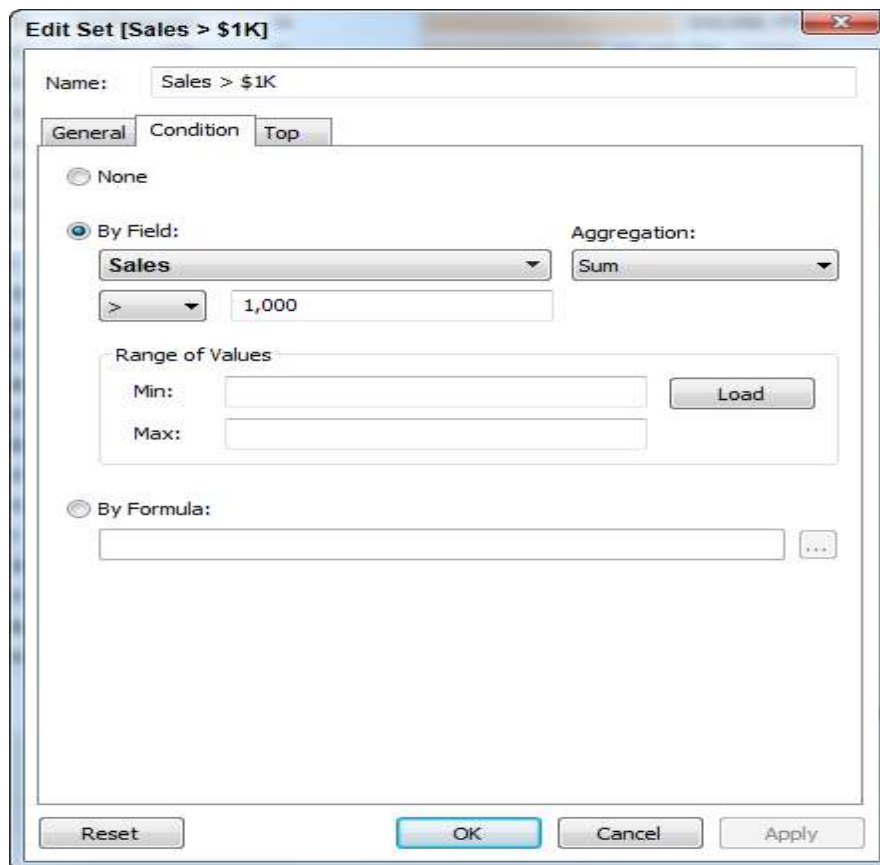 Edit Set [Sales > $1K]
Name: Sales > $1K
General Condition Top
None
By Field: Aggregation:
Sales Sum
> 1,000
Range of Values
Min: Load
Max:
By Formula:
...
Reset OK Cancel Apply